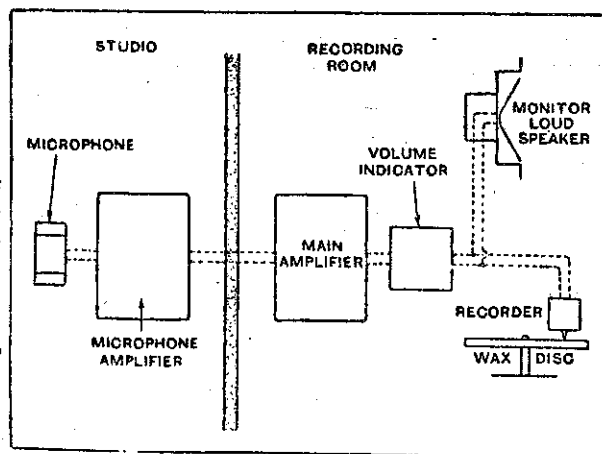 STUDIO
RECORDING
ROOM
MONITOR
LOUD
SPEAKER
MICROPHONE
VOLUME
INDICATOR
MAIN
AMPLIFIER
RECORDER
MICROPHONE
AMPLIFIER
WAX DISC